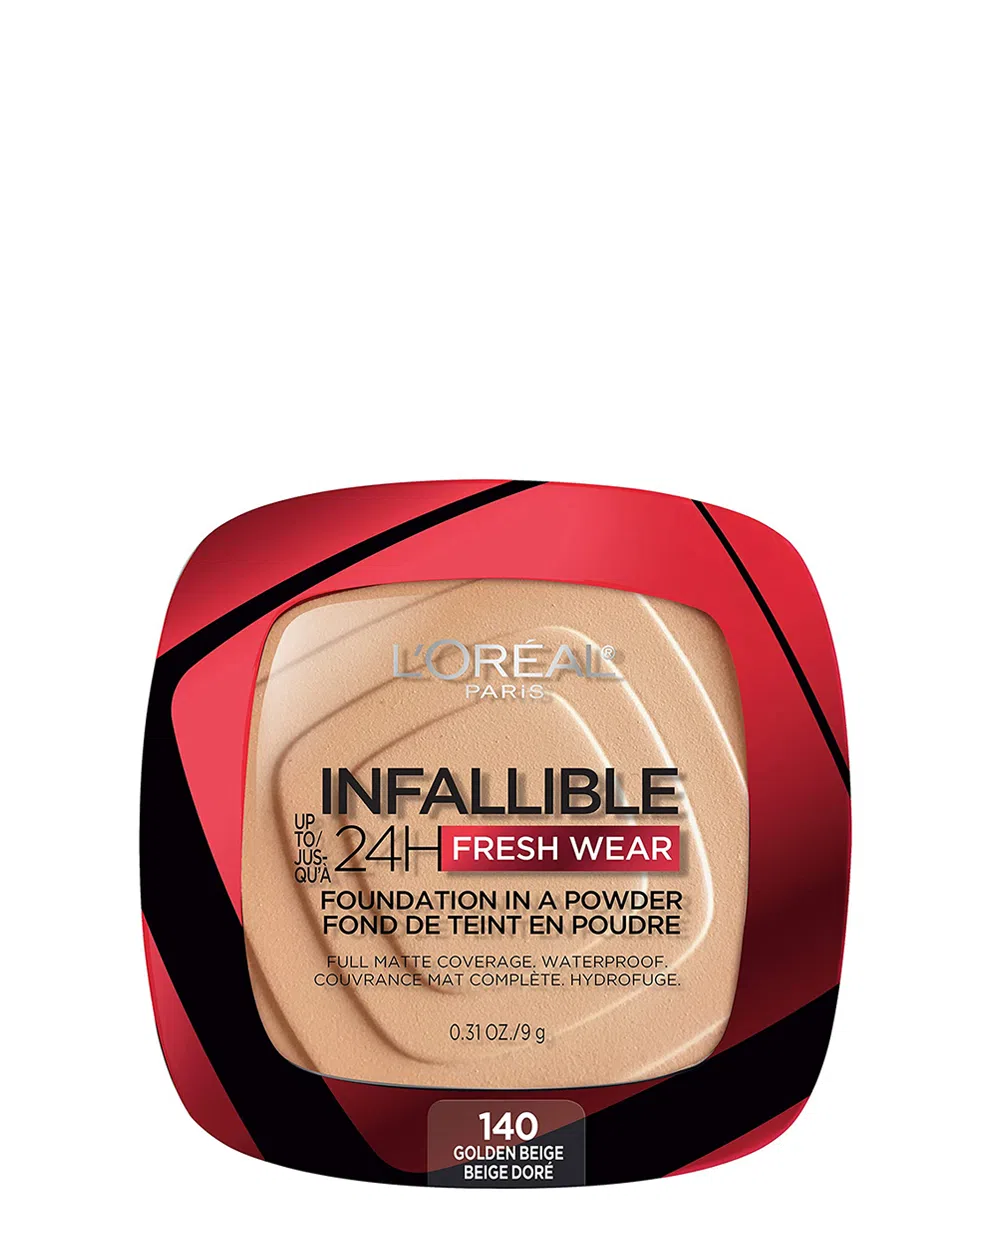 L'ORÉAL®
PARIS
INFALLIBLE
UP
TO/
JUS-
QU'À
24H FRESH WEAR
FOUNDATION IN A POWDER
FOND DE TEINT EN POUDRE
FULL MATTE COVERAGE. WATERPROOF.
COUVRANCE MAT COMPLÈTE. HYDROFUGE.
0.31 OZ./9 g
140
GOLDEN BEIGE
BEIGE DORÉ